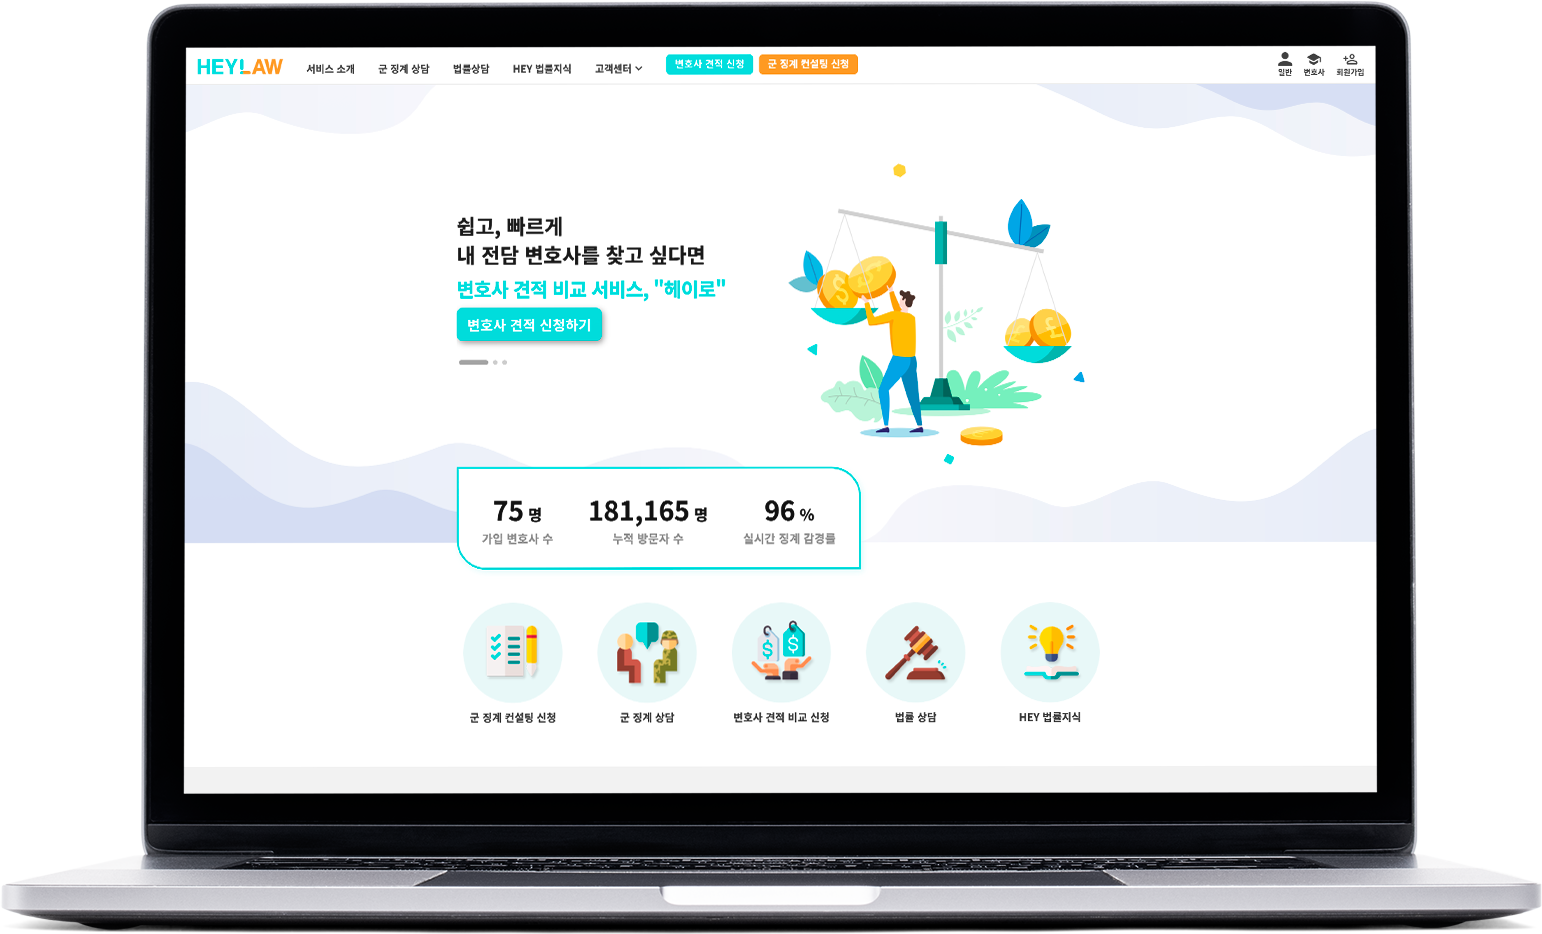 HEY!LAW
서비스 소개
군 징계 상담
법률상담
HEY 법률지식
고객센터
변호사 견적 신청
군 징계 컨설팅 신청
일반
변호사
회원가입
쉽고, 빠르게
내 전담 변호사를 찾고 싶다면
변호사 견적 비교 서비스, "헤이로"
변호사 견적 신청하기
75 명
가입 변호사 수
181,165 명
누적 방문자 수
96 %
실시간 징계 감경률
군 징계 컨설팅 신청
군 징계 상담
변호사 견적 비교 신청
법률 상담
HEY 법률지식